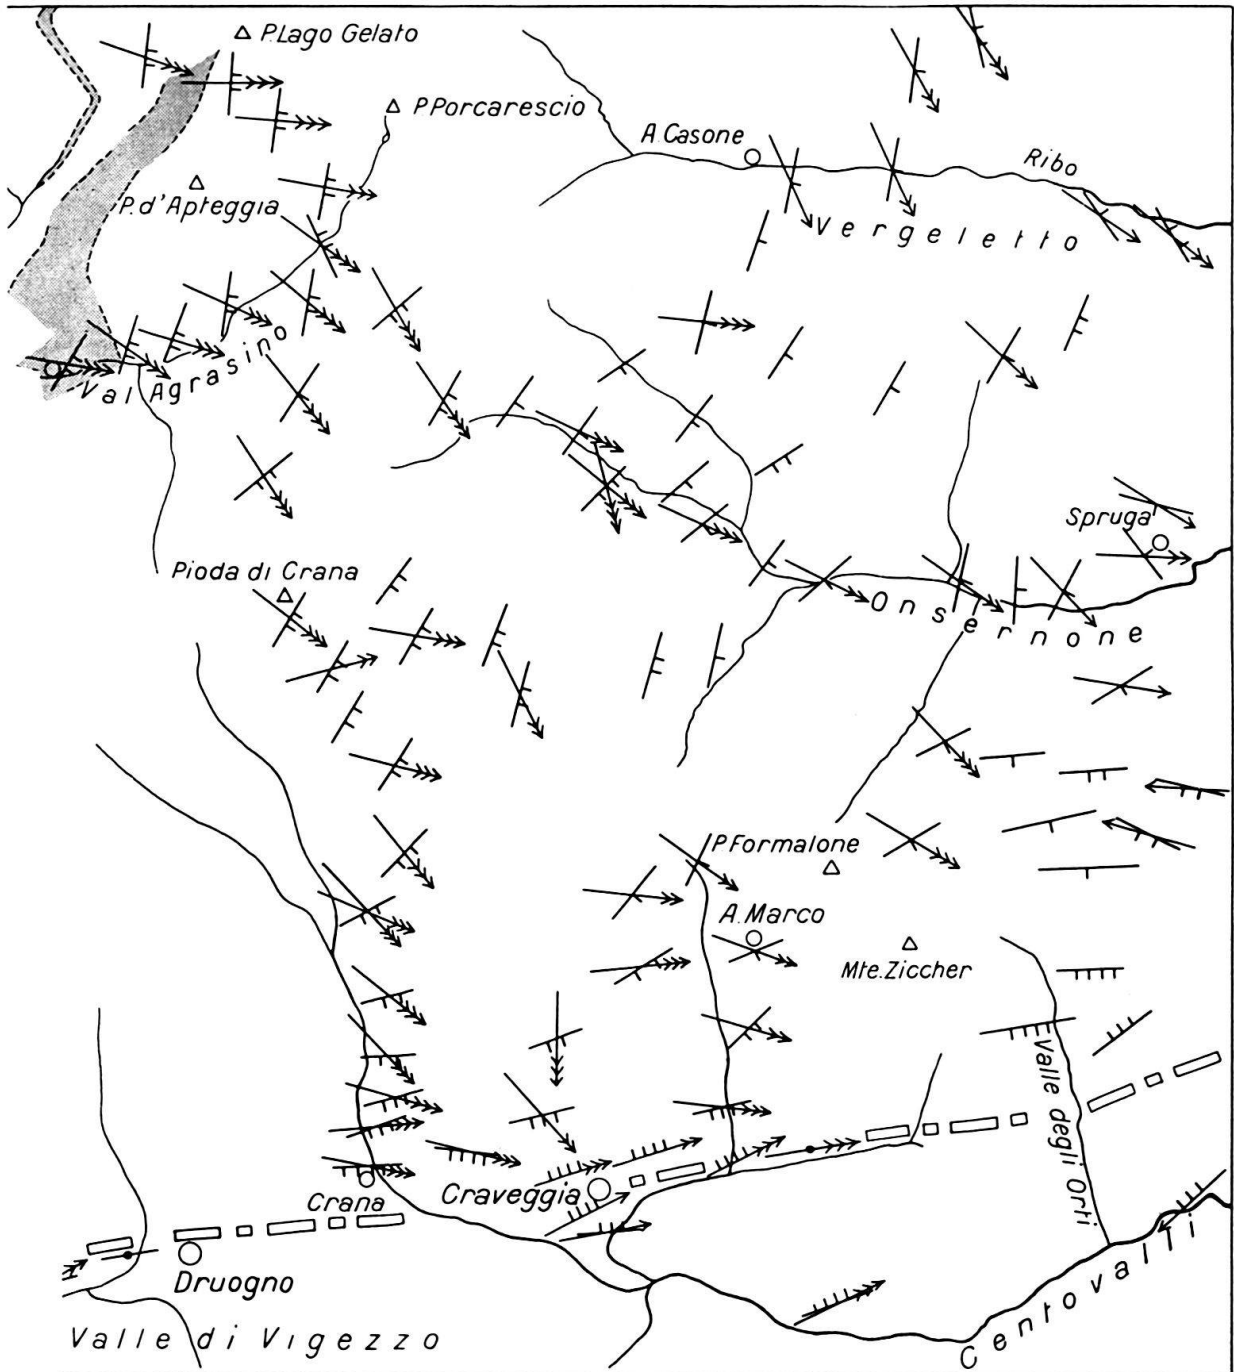 P.Lago Gelato
P.Porcarescio
A.Casone
Ribo
P. d'Apteggia
Vergeletto
Val Agrasino
Spruga
Pioda di Crana
Onsernone
P.Formalone
A.Marco
Mte.Ziccher
Valle degli Orti
Craveggia
Crana
Druogno
Valle di Vigezzo
Centovalli